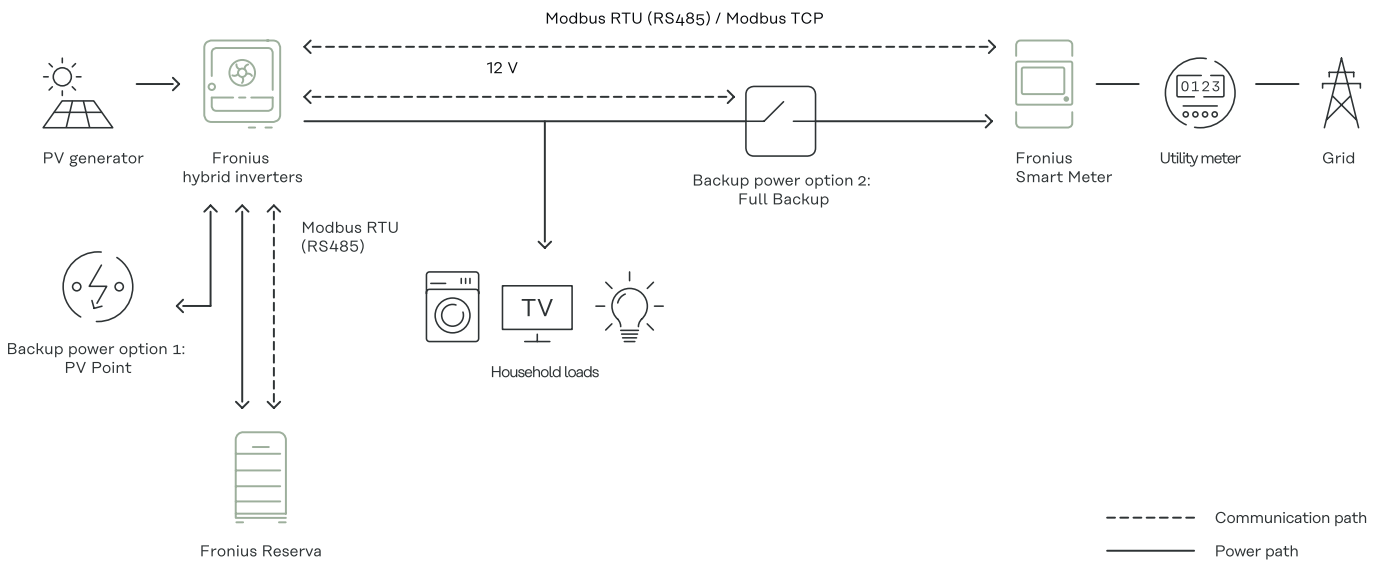 Modbus RTU (RS485) / Modbus TCP
12 V
0123
PV generator
Fronius
hybrid inverters
Fronius
Smart Meter
Utility meter
Grid
Backup power option 2:
Full Backup
Modbus RTU
(RS485)
TV
Backup power option 1:
PV Point
Household loads
Fronius Reserva
Communication path
Power path